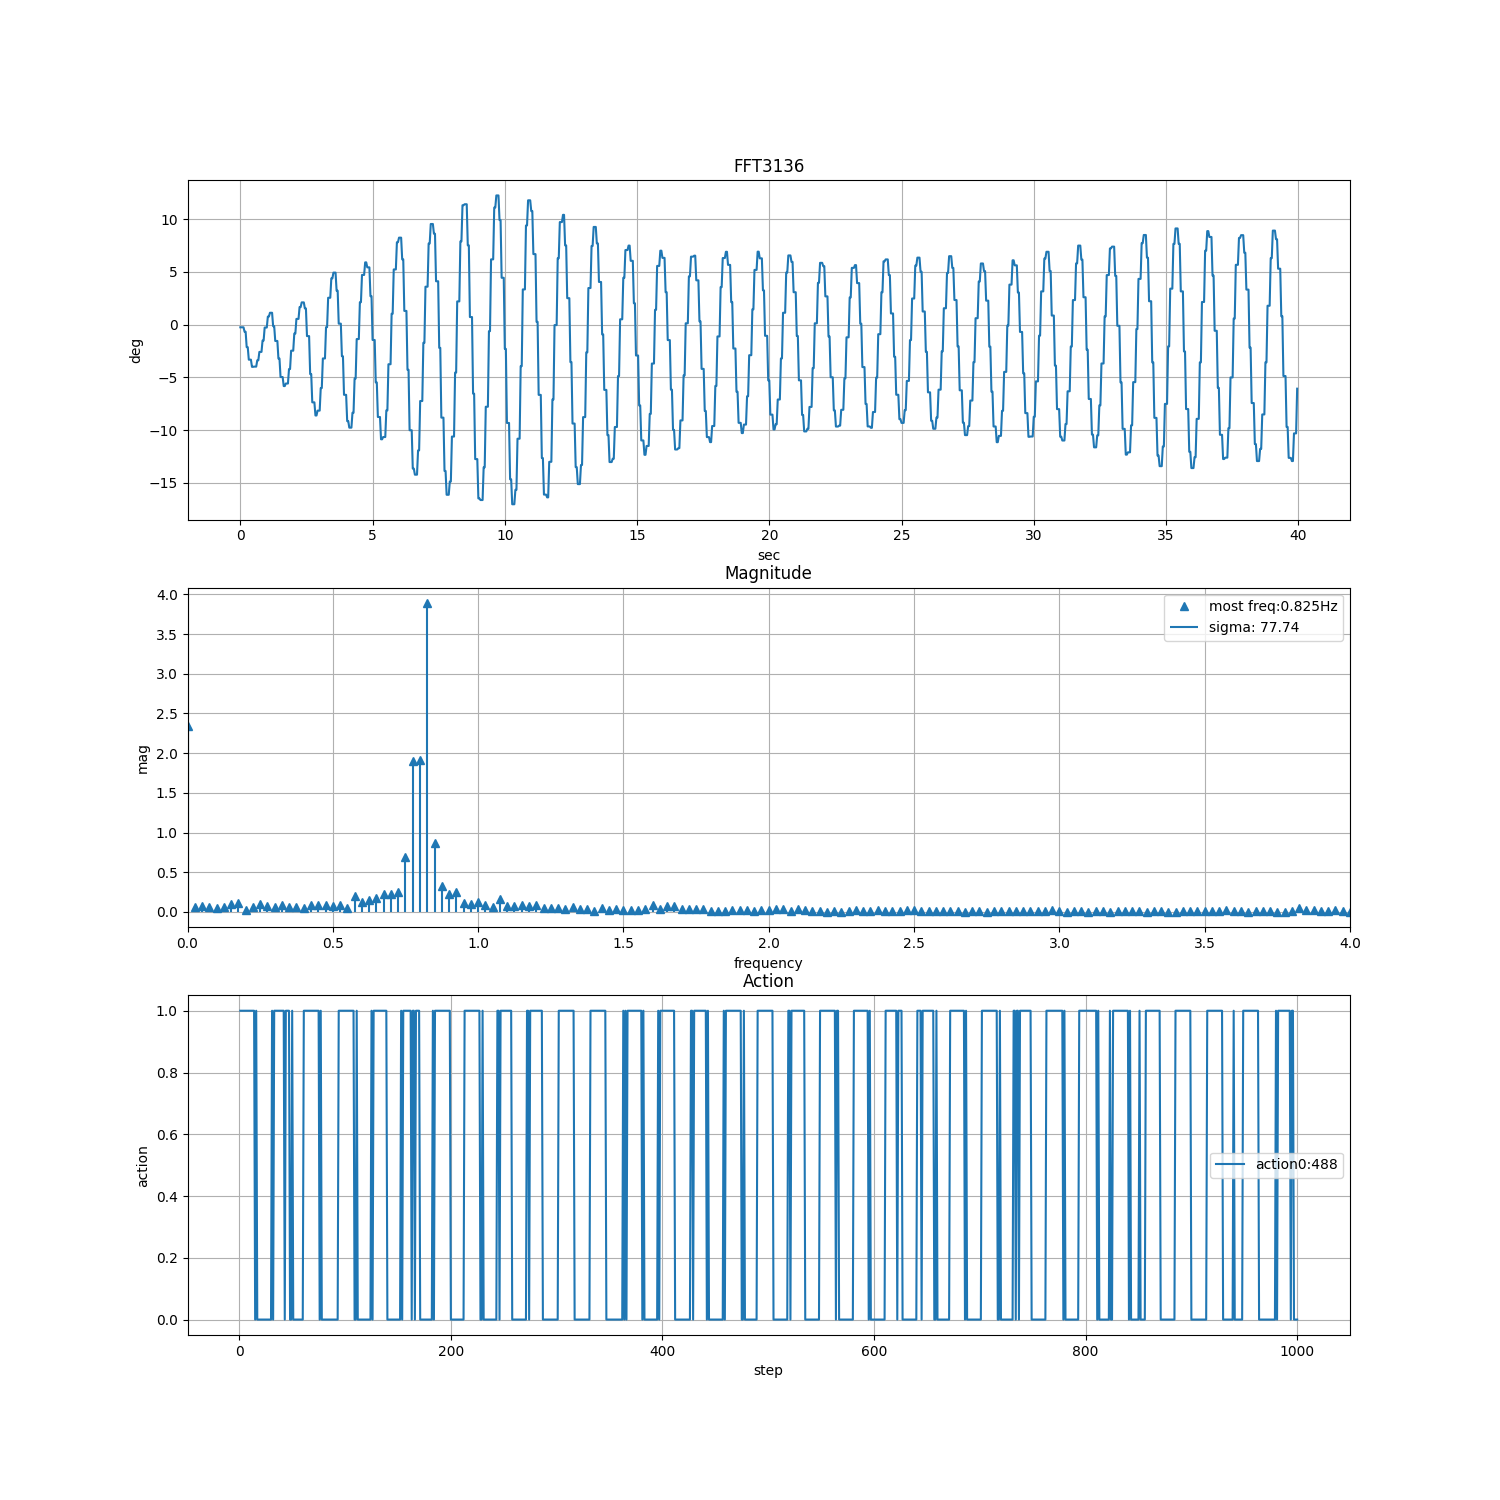 FFT3136
10
5
0
−5
−10
−15
deg
0 5 10 15 20 25 30 35 40
sec
Magnitude
4.0
3.5
3.0
2.5
2.0
1.5
1.0
0.5
0.0
mag
most freq:0.825Hz
sigma: 77.74
0.0 0.5 1.0 1.5 2.0 2.5 3.0 3.5 4.0
frequency
Action
1.0
0.8
0.6
0.4
0.2
0.0
action
action0:488
0 200 400 600 800 1000
step